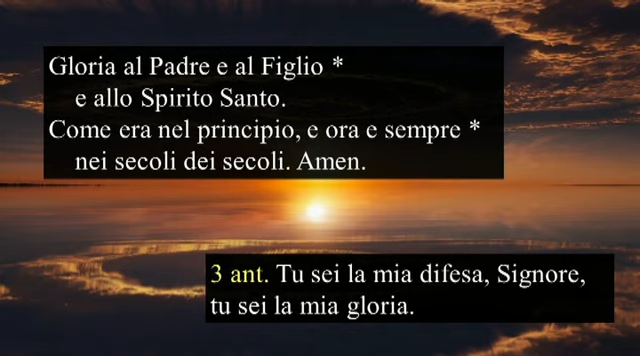 Gloria al Padre e al Figlio *
e allo Spirito Santo.
Come era nel principio, e ora e sempre *
nei secoli dei secoli. Amen.
3 ant. Tu sei la mia difesa, Signore,
tu sei la mia gloria.